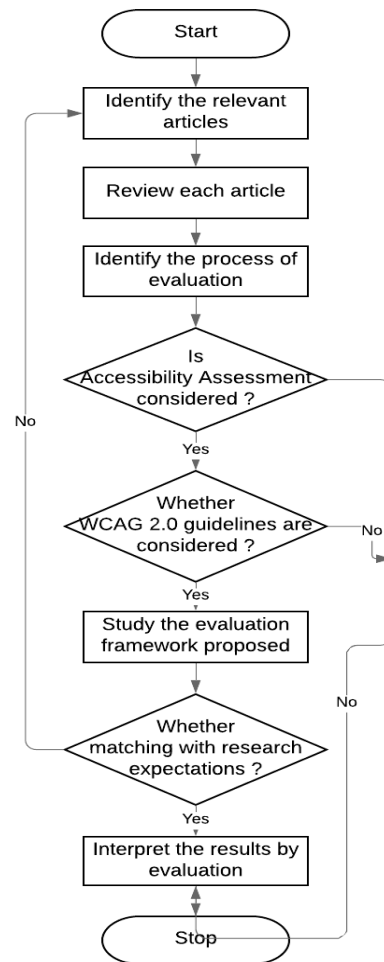 Start
Identify the relevant
articles
Review each article
Identify the process of
evaluation
Is
Accessibility Assessment
considered ?
No
Yes
Whether
WCAG 2.0 guidelines are
considered ?
No
Yes
Study the evaluation
framework proposed
No
Whether
matching with research
expectations ?
Yes
Interpret the results by
evaluation
Stop